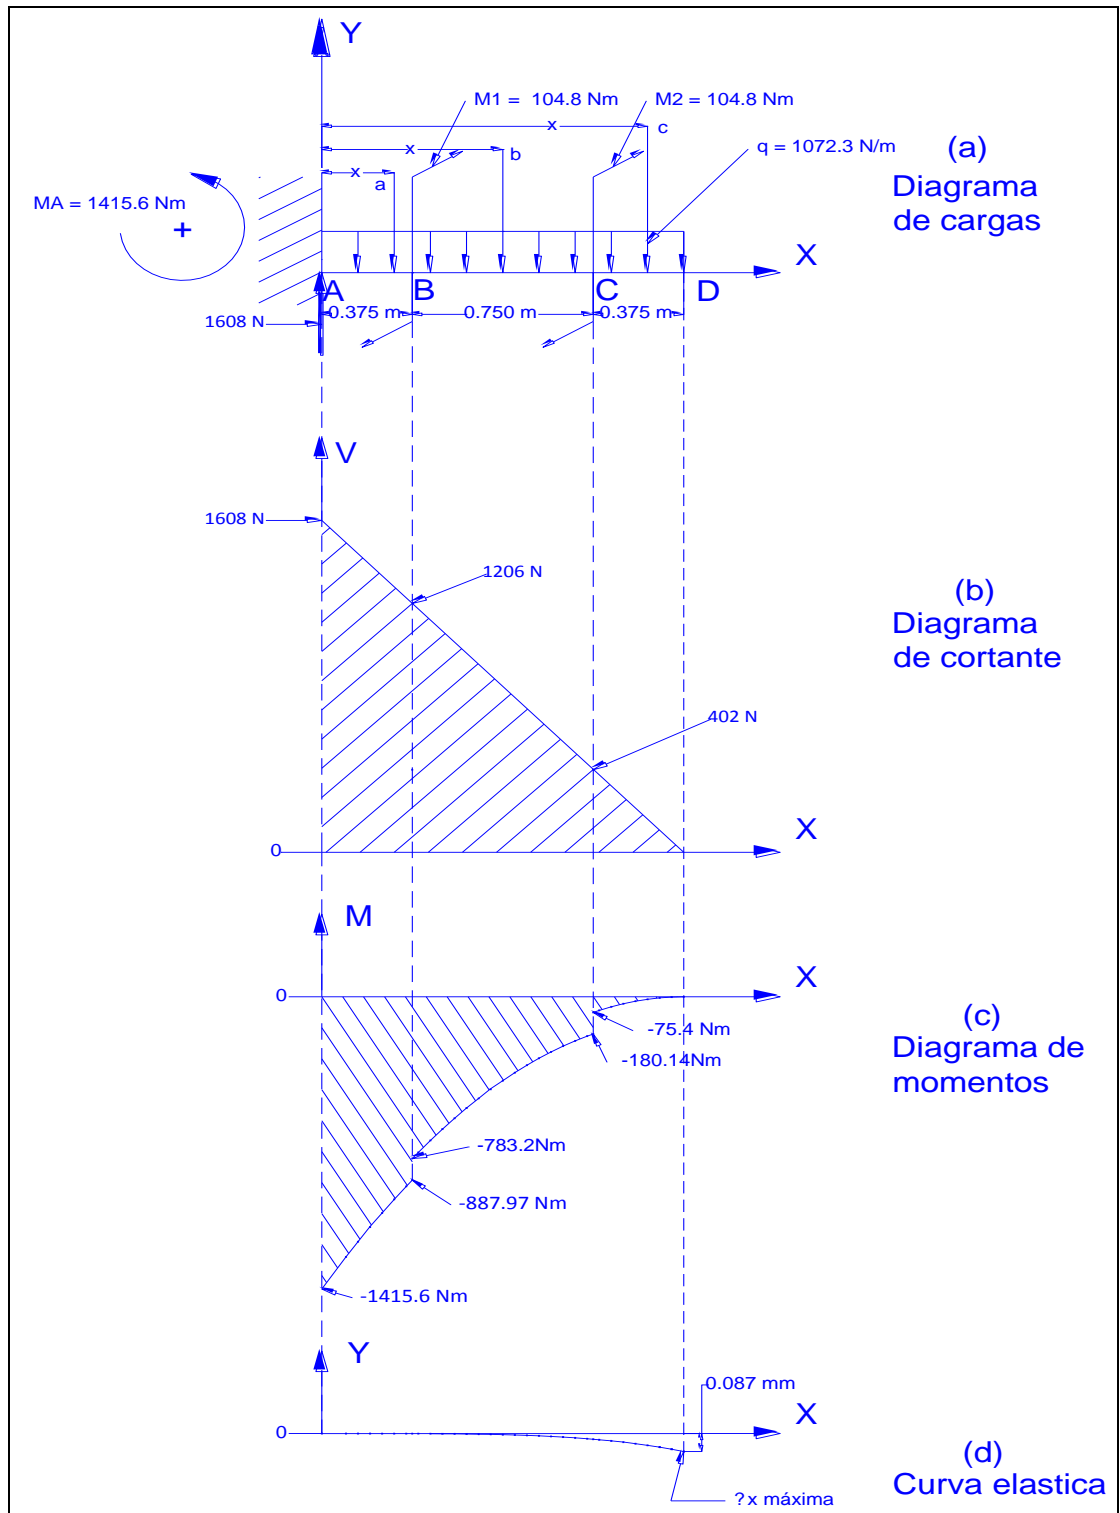 Y
M1 = 104.8 Nm
M2 = 104.8 Nm
x
c
q = 1072.3 N/m
(a)
Diagrama
de cargas
x
b
x
a
MA = 1415.6 Nm
+
X
A
B
C
D
0.375 m
0.750 m
0.375 m
1608 N
V
1608 N
1206 N
(b)
Diagrama
de cortante
402 N
X
0
M
X
0
(c)
Diagrama de
momentos
-75.4 Nm
-180.14Nm
-783.2Nm
-887.97 Nm
-1415.6 Nm
Y
0.087 mm
X
0
(d)
Curva elastica
?x máxima